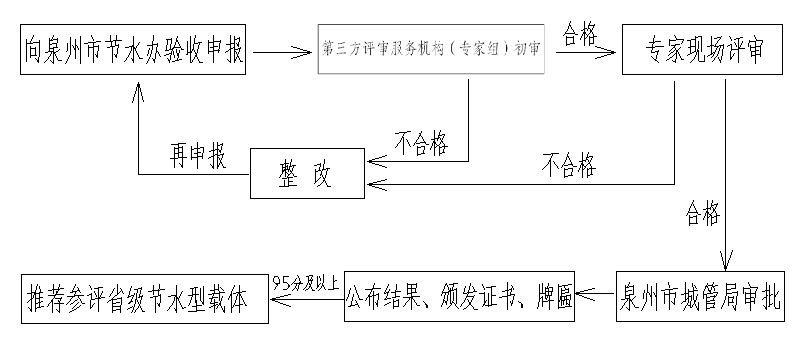 向泉州市节水办验收申报
第三方评审服务机构(专家组)初审
合格
专家现场评审
不合格
不合格
再申报
整 改
合格
推荐参评省级节水型载体
95分及以上
公布结果、颁发证书、牌匾
泉州市城管局审批